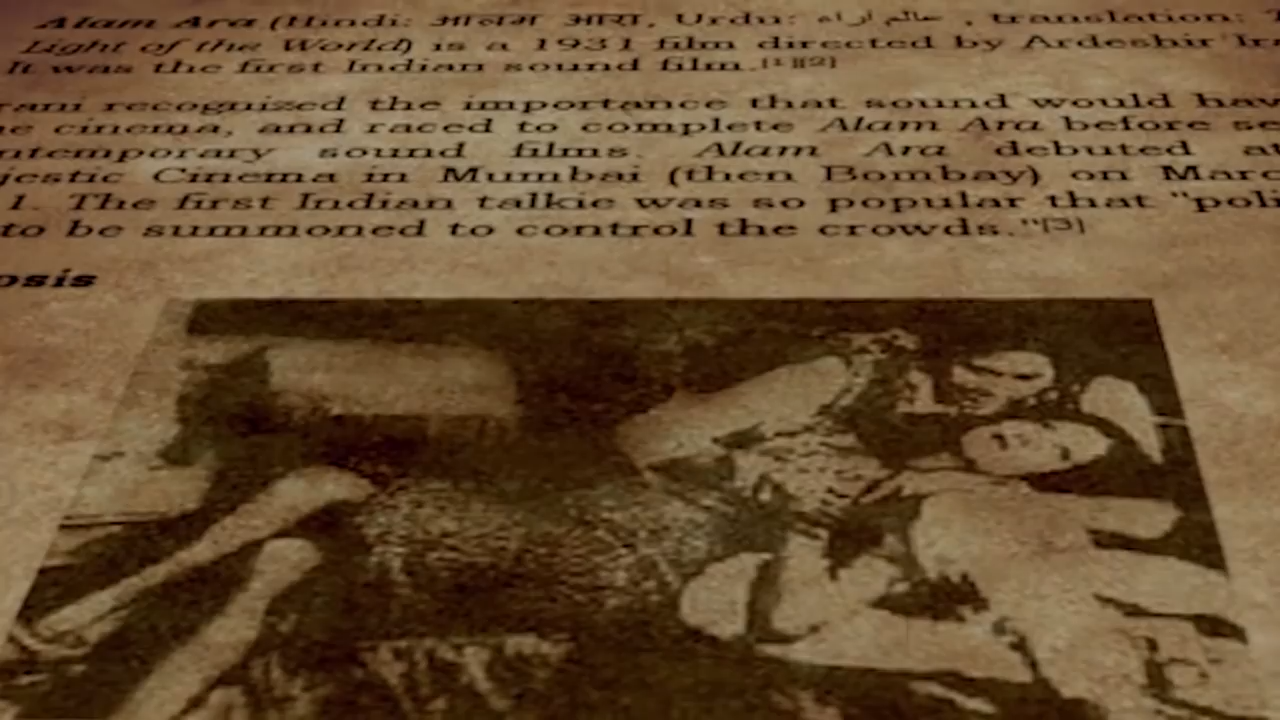 Alam Ara (Hindi: आलम आरा, Urdu: عالم آراء , translation:
Light of the World) is a 1931 film directed by Ardeshir Ira
It was the first Indian sound film.[1][2]
rani recognized the importance that sound would hav
e cinema, and raced to complete Alam Ara before se
ntemporary sound films. Alam Ara debuted at
jestic Cinema in Mumbai (then Bombay) on Marc
1. The first Indian talkie was so popular that "poli
to be summoned to control the crowds."[3]
osis